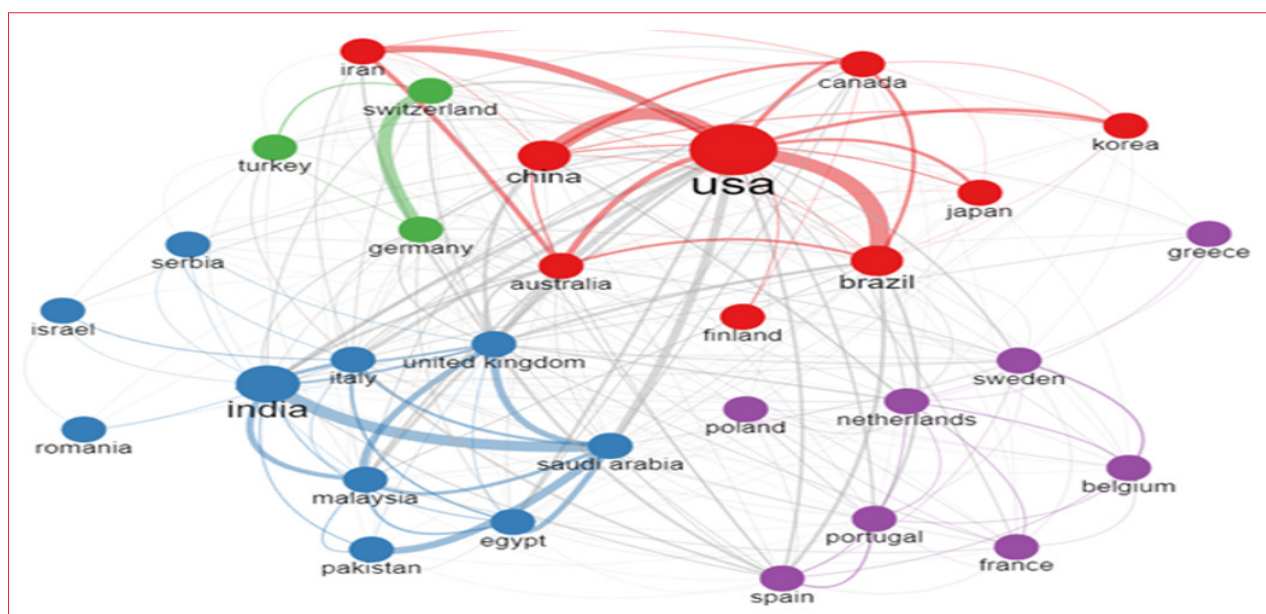 iran
canada
switzerland
korea
turkey
china
usa
japan
germany
serbia
greece
australia
brazil
israel
finland
united kingdom
italy
sweden
india
netherlands
poland
romania
saudi arabia
malaysia
belgium
egypt
portugal
pakistan
france
spain